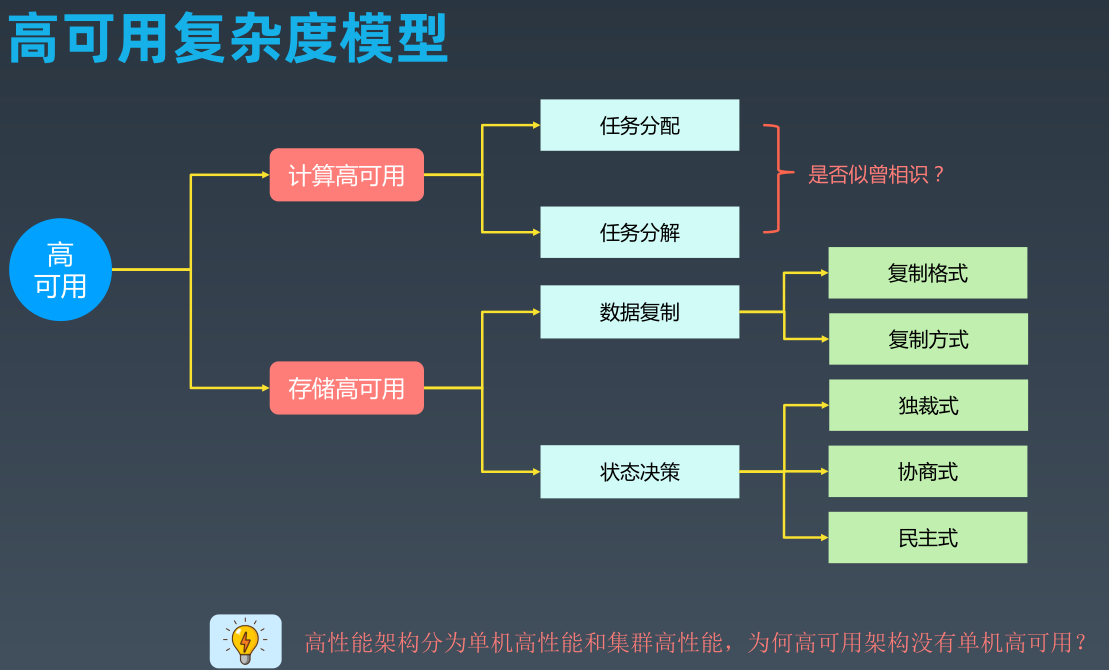 高可用复杂度模型
任务分配
计算高可用
是否似曾相识？
任务分解
高
可用
复制格式
数据复制
复制方式
存储高可用
独裁式
状态决策
协商式
民主式
高性能架构分为单机高性能和集群高性能，为何高可用架构没有单机高可用？